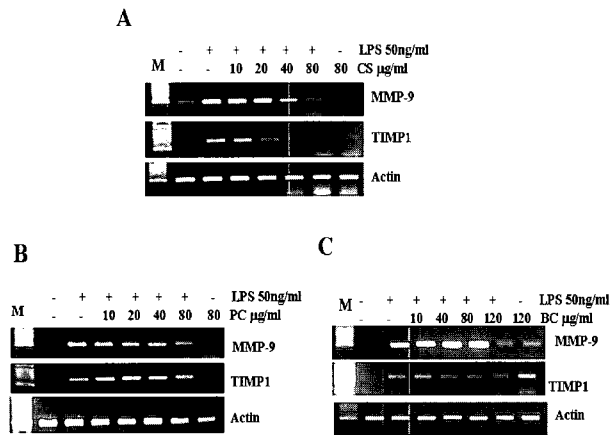 A
- + + + + + - LPS 50ng/ml
M - - 10 20 40 80 80 CS µg/ml
MMP-9
TIMP1
Actin
B
- + + + + + - LPS 50ng/ml
M - - 10 20 40 80 80 PC µg/ml
MMP-9
TIMP1
Actin
C
- + + + + + - LPS 50ng/ml
M - - 10 40 80 120 120 BC µg/ml
MMP-9
TIMP1
Actin